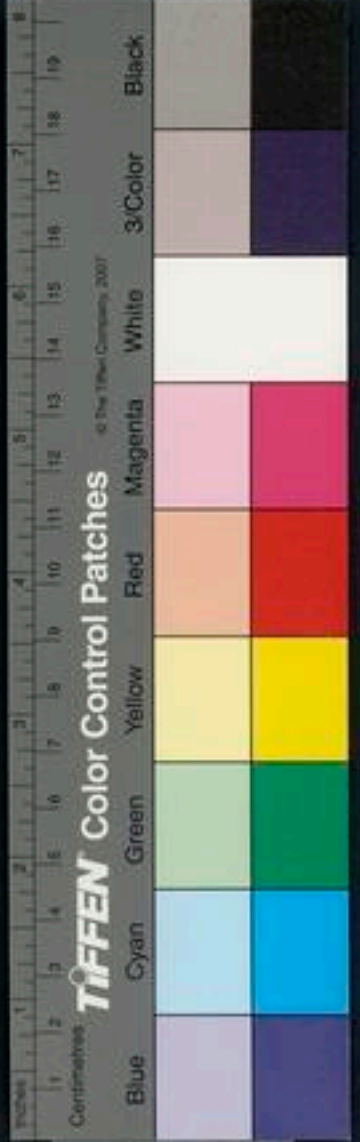 Inches 1 2 3 4 5 6 7 8
Centimetres 1 2 3 4 5 6 7 8 9 10 11 12 13 14 15 16 17 18 19
TIFFEN® Color Control Patches © The Tiffen Company, 2007
Blue Cyan Green Yellow Red Magenta White 3/Color Black